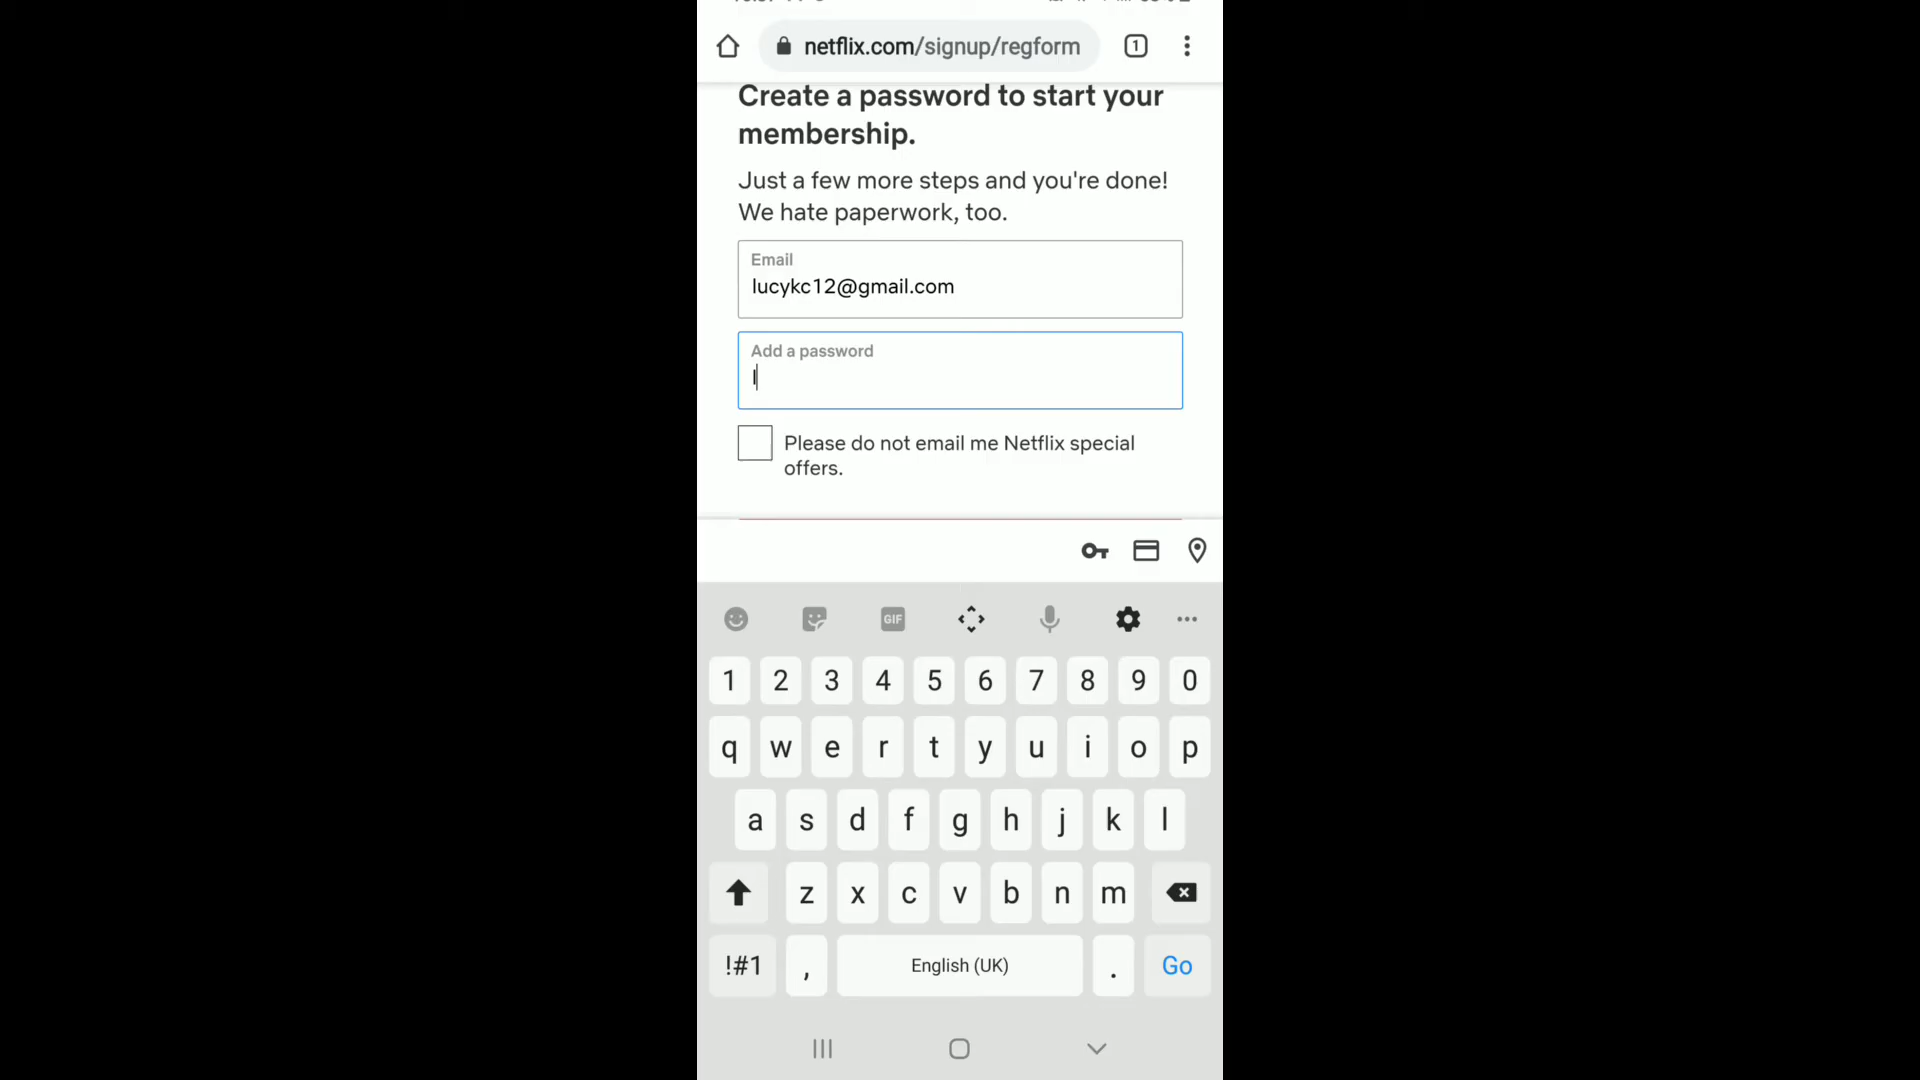 netflix.com/signup/regform
1
Create a password to start your
membership.
Just a few more steps and you're done!
We hate paperwork, too.
Email
lucykc12@gmail.com
Add a password
l
Please do not email me Netflix special
offers.
GIF
1 2 3 4 5 6 7 8 9 0
q w e r t y u i o p
a s d f g h j k l
z x c v b n m
!#1 , English (UK) . Go